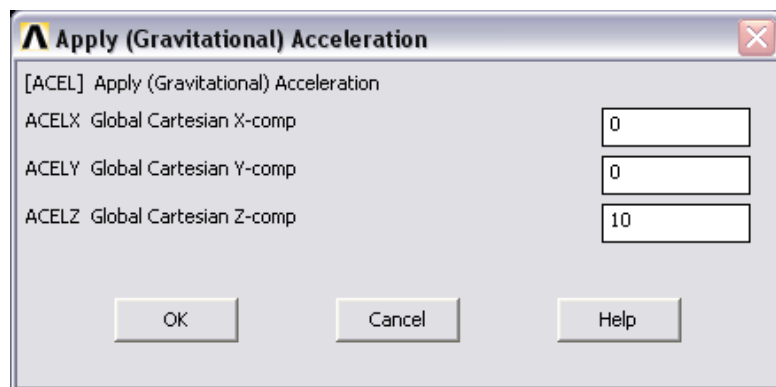 Apply (Gravitational) Acceleration
[ACEL] Apply (Gravitational) Acceleration
ACELX Global Cartesian X-comp 0
ACELY Global Cartesian Y-comp 0
ACELZ Global Cartesian Z-comp 10
OK Cancel Help